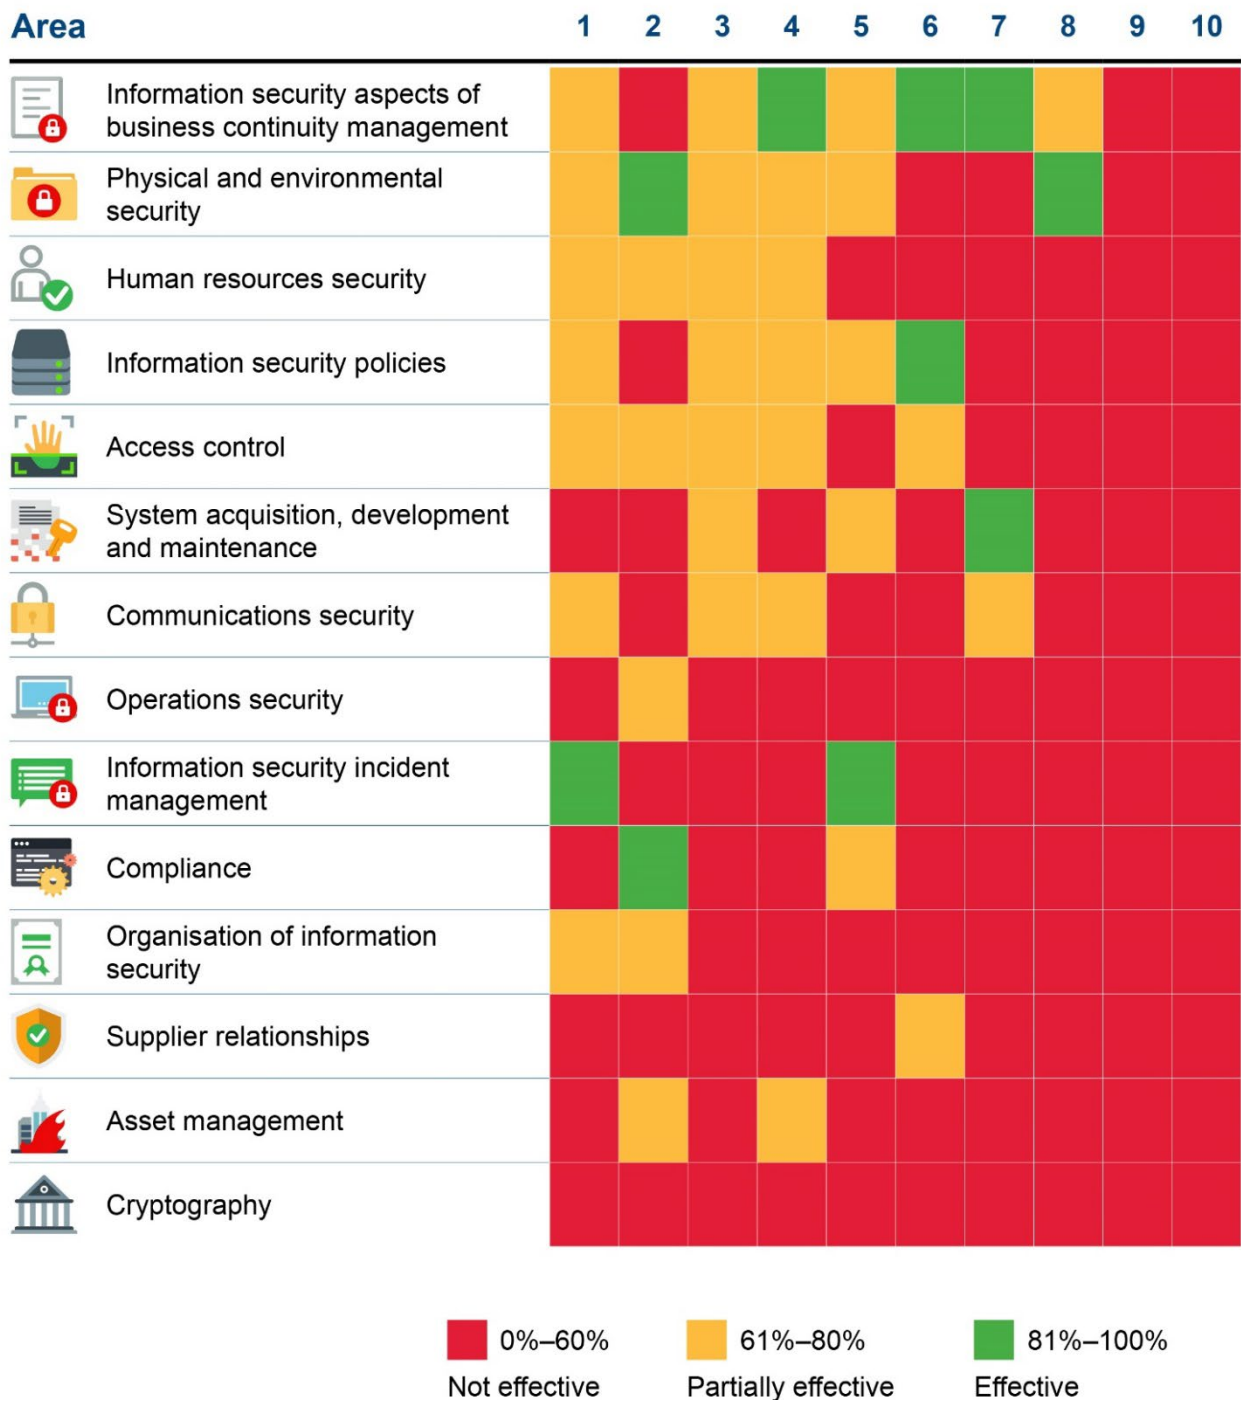 Area 1 2 3 4 5 6 7 8 9 10
Information security aspects of
business continuity management
Physical and environmental
security
Human resources security
Information security policies
Access control
System acquisition, development
and maintenance
Communications security
Operations security
Information security incident
management
Compliance
Organisation of information
security
Supplier relationships
Asset management
Cryptography
0%–60% 61%–80% 81%–100%
Not effective Partially effective Effective